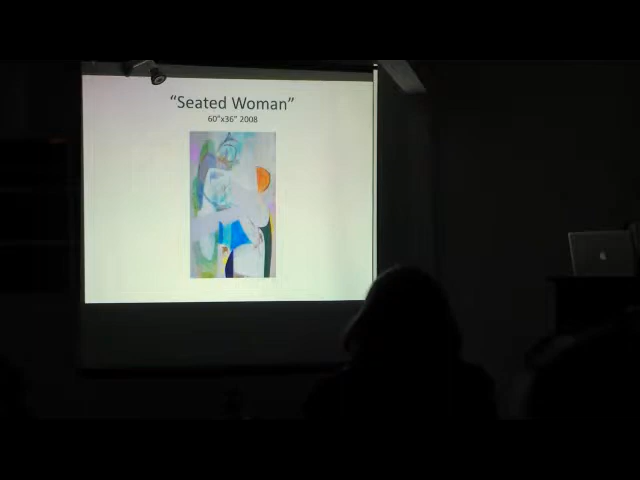 “Seated Woman”
60”x36” 2008